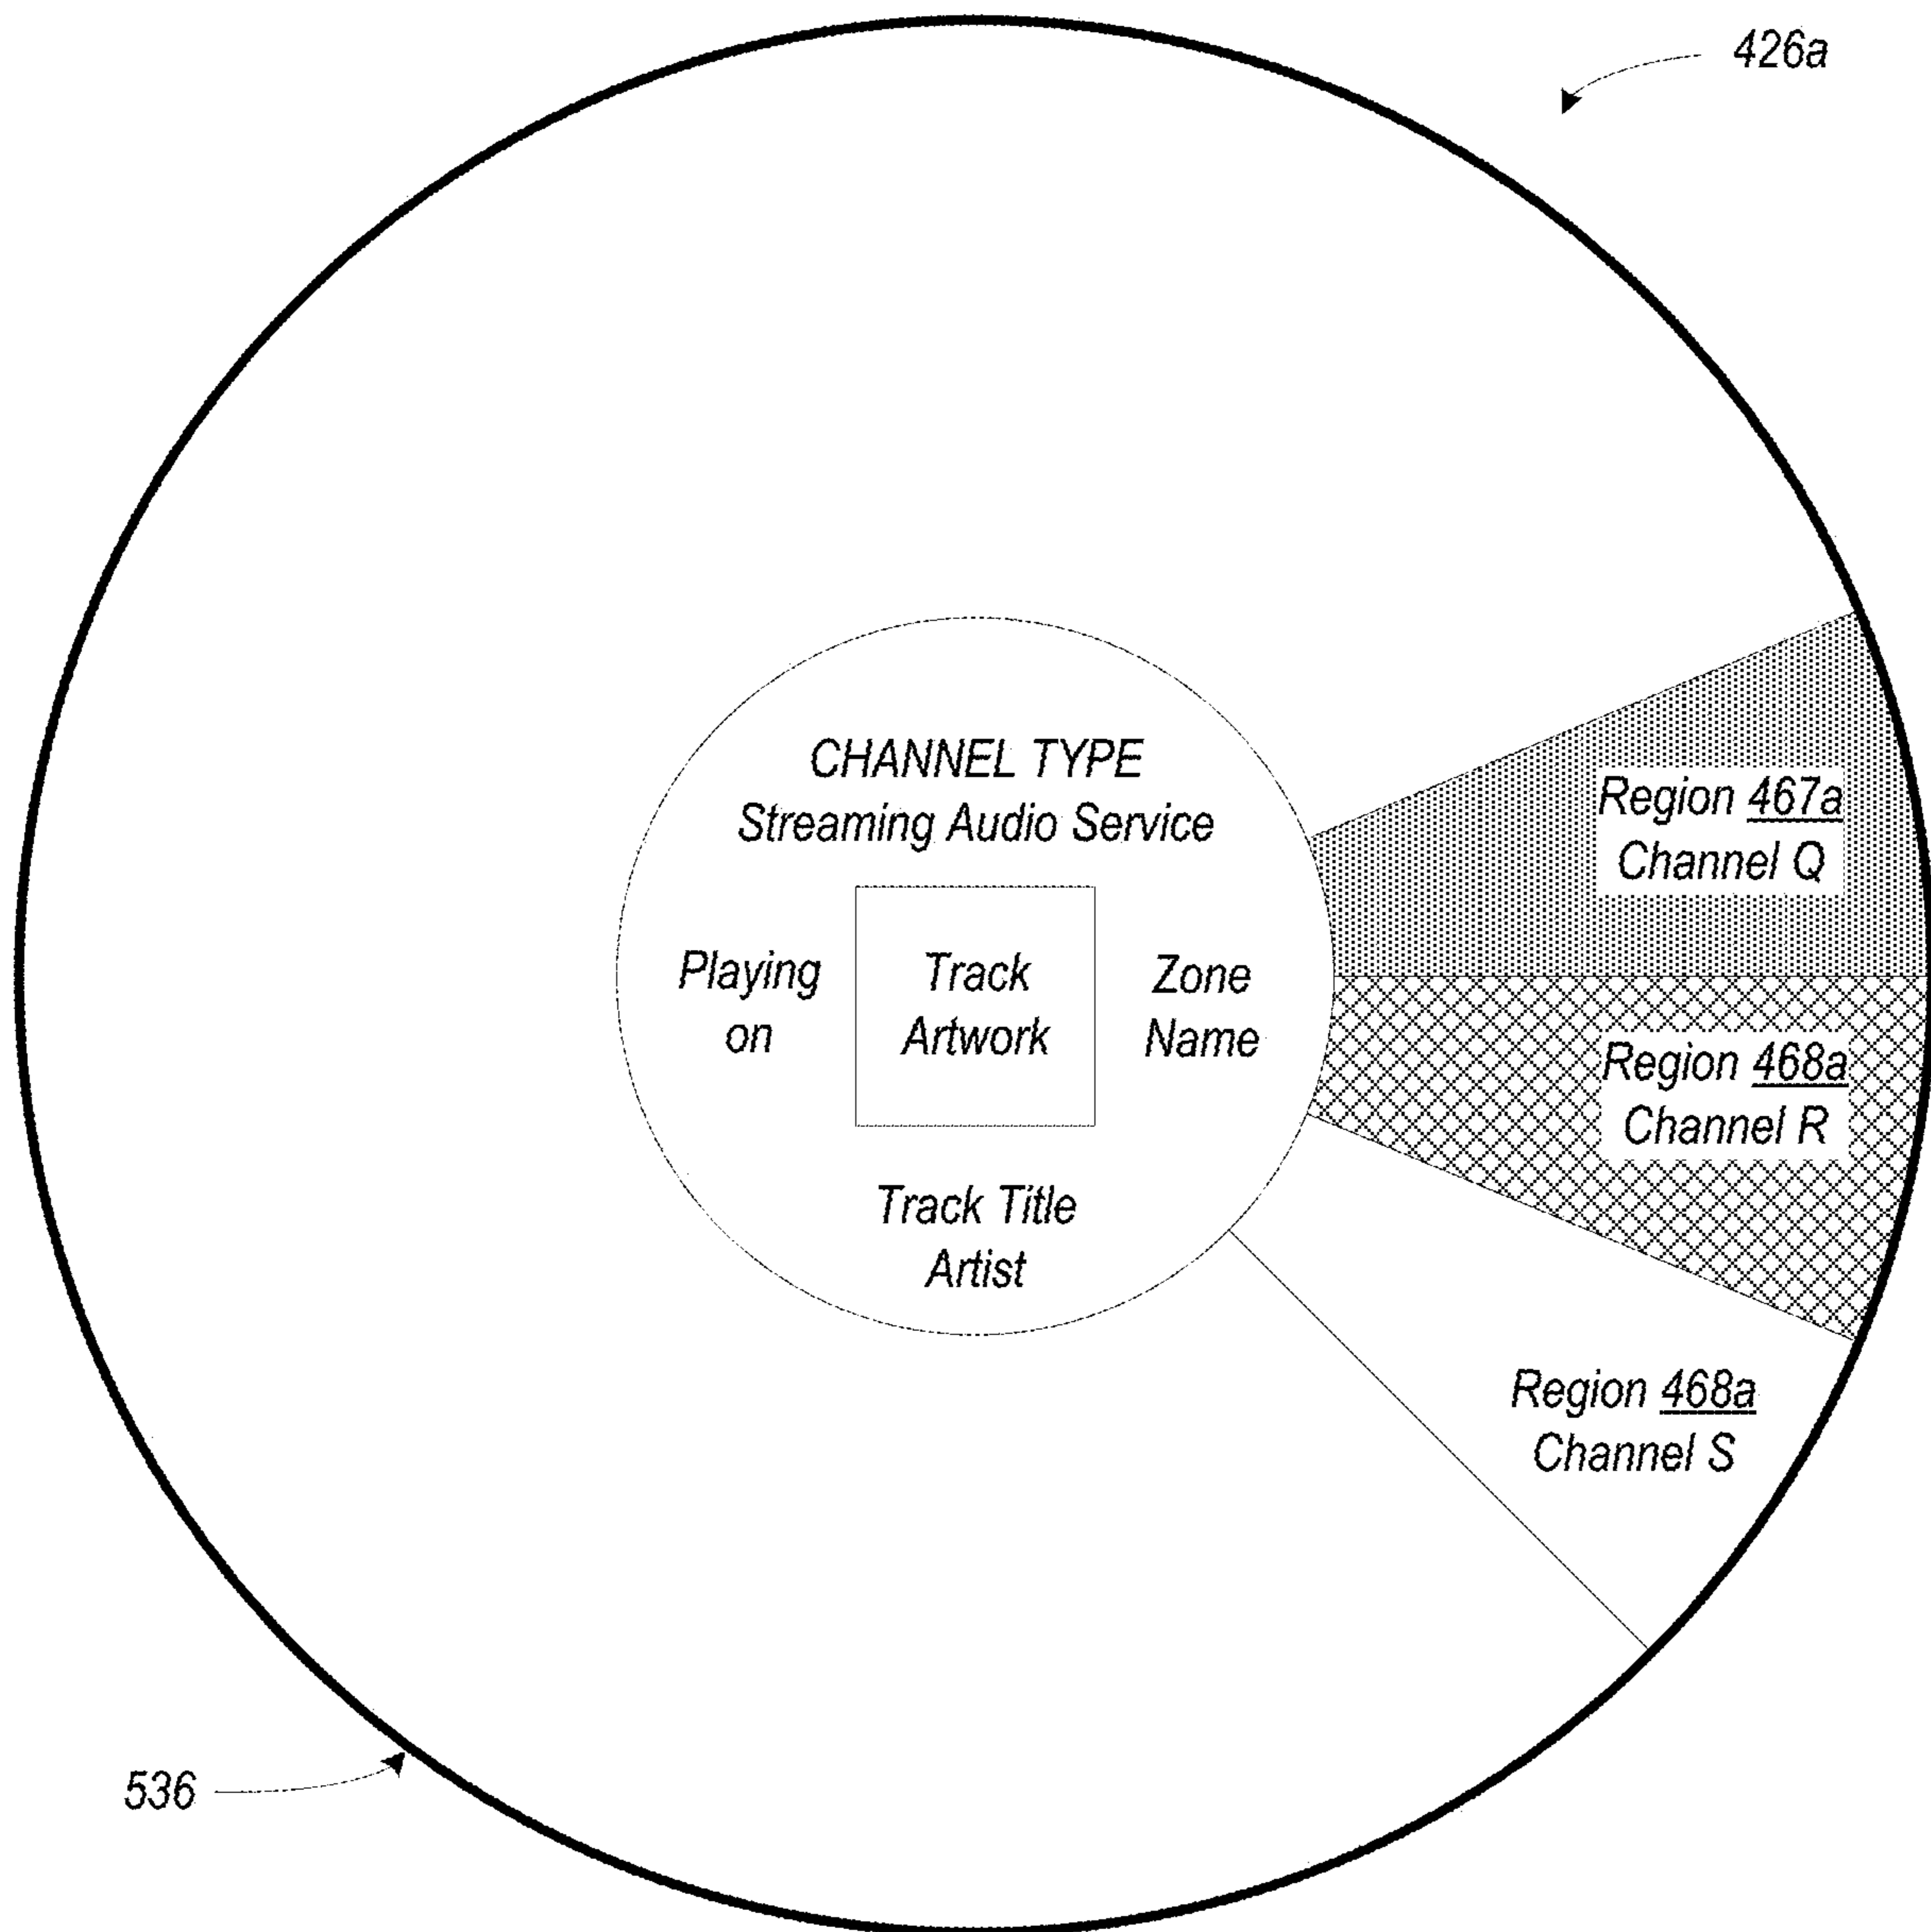 426a
CHANNEL TYPE
Streaming Audio Service
Playing
on
Track
Artwork
Zone
Name
Track Title
Artist
Region 467a
Channel Q
Region 468a
Channel R
Region 468a
Channel S
536